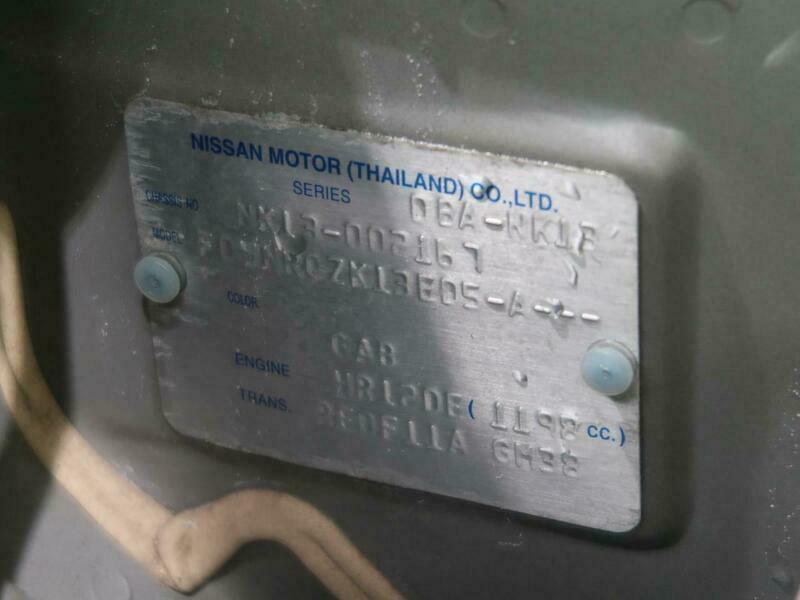 NISSAN MOTOR (THAILAND) CO.,LTD.
SERIES DBA-NK13
CHASSIS NO NK13-002167
MODEL
COLOR GAB
ENGINE HR12DE ( 1198 CC.)
TRANS. RE0F11A GM38